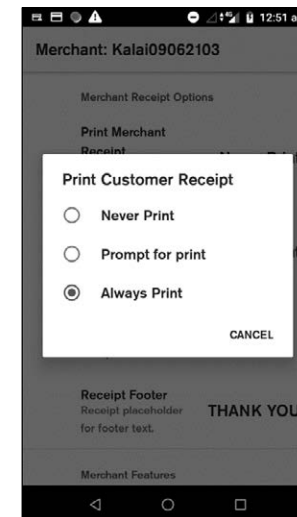 12:51 a
Merchant: Kalai09062103
Merchant Receipt Options
Print Merchant
Receipt
Print Customer Receipt
Never Print
Prompt for print
Always Print
CANCEL
Receipt Footer
Receipt placeholder
for footer text.
THANK YOU
Merchant Features